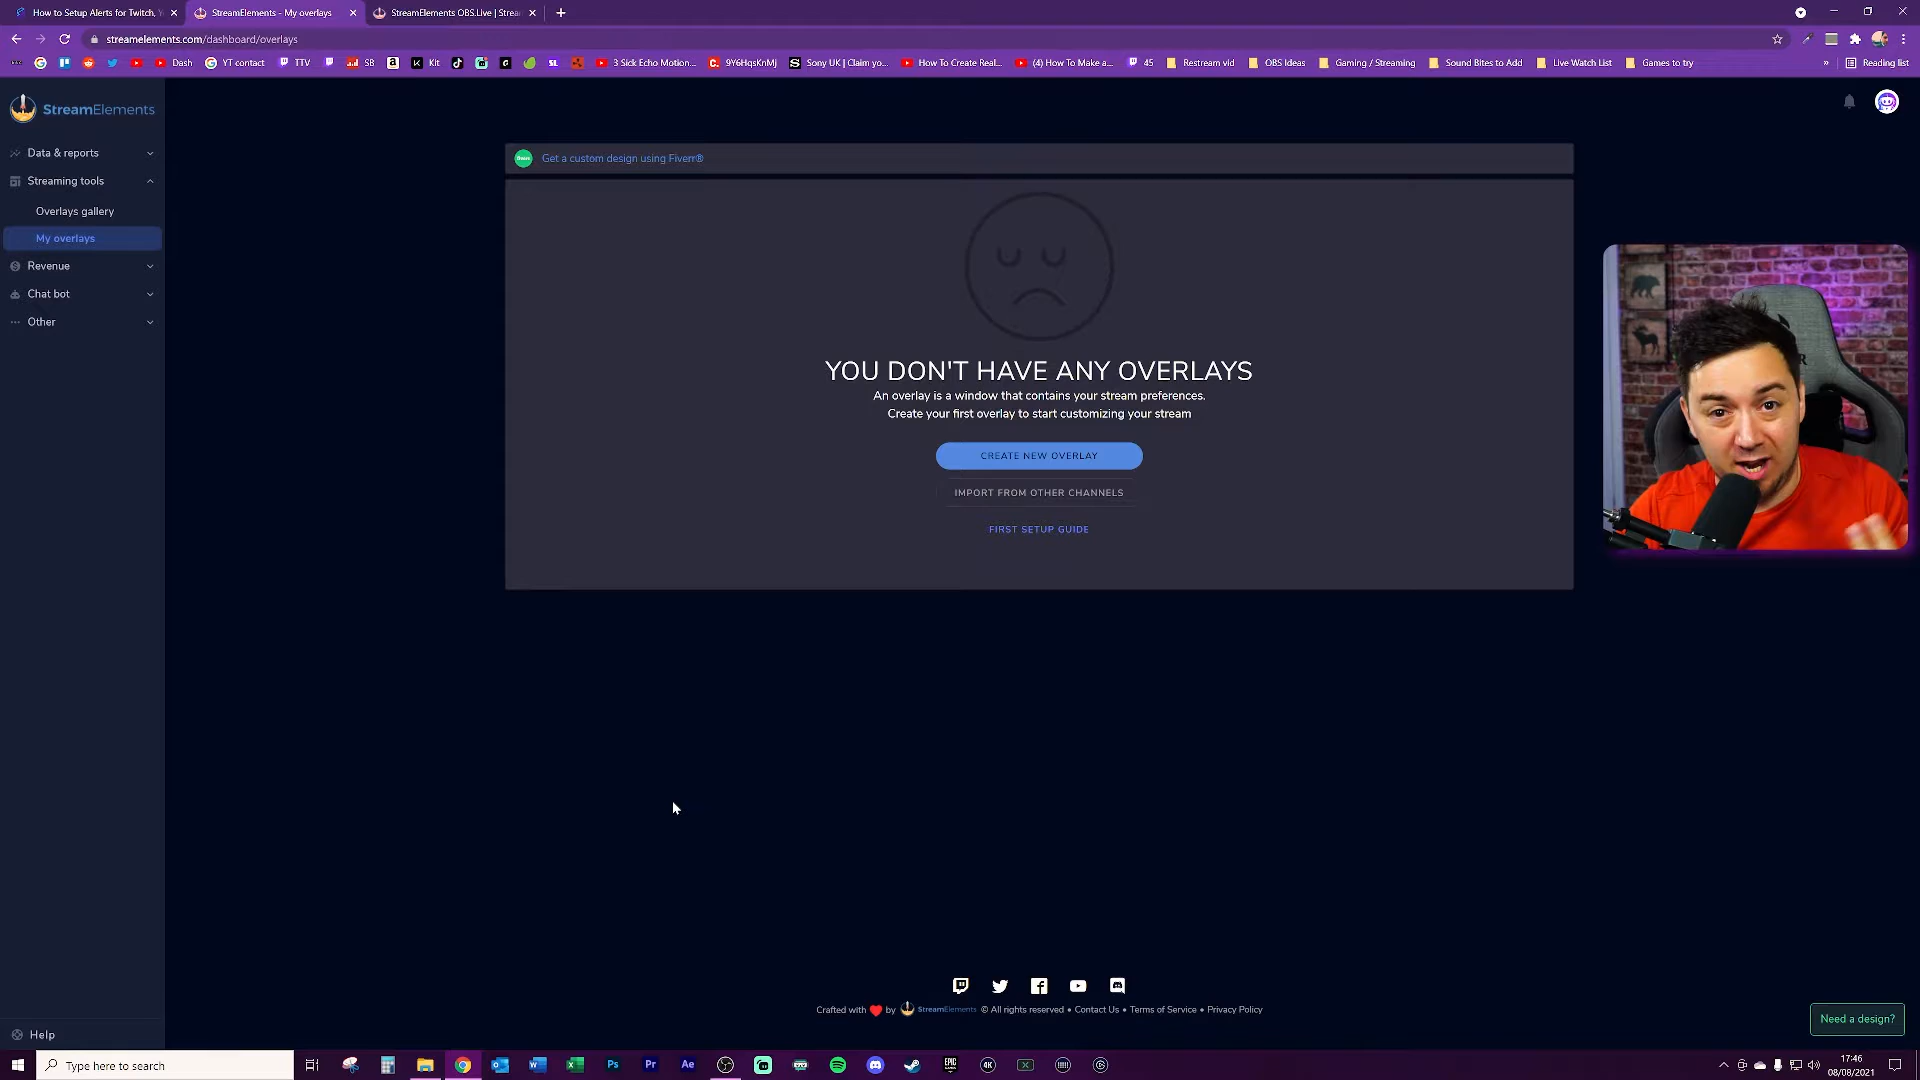 How to Setup Alerts for Twitch, Y
StreamElements - My overlays
StreamElements OBS.Live | Strea
streamelements.com/dashboard/overlays
Dash
YT contact
TTV
SB
Kit
SL
3 Sick Echo Motion...
9Y6HqsKnMj
Sony UK | Claim yo...
How To Create Real...
(4) How To Make a...
45
Restream vid
OBS Ideas
Gaming / Streaming
Sound Bites to Add
Live Watch List
Games to try
»
Reading list
StreamElements
Data & reports
Streaming tools
Overlays gallery
My overlays
Revenue
Chat bot
Other
Get a custom design using Fiverr®
YOU DON'T HAVE ANY OVERLAYS
An overlay is a window that contains your stream preferences.
Create your first overlay to start customizing your stream
CREATE NEW OVERLAY
IMPORT FROM OTHER CHANNELS
FIRST SETUP GUIDE
Crafted with ❤ by StreamElements © All rights reserved • Contact Us • Terms of Service • Privacy Policy
Need a design?
Help
Type here to search
Ps
Pr
Ae
EPIC
4K
17:46
08/08/2021